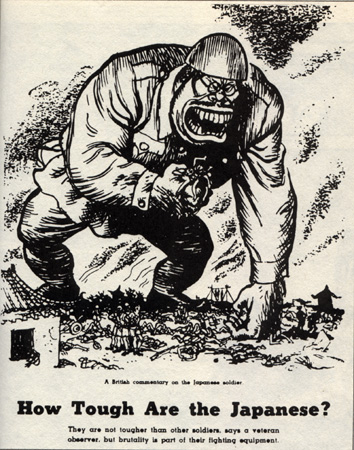 A British commentary on the Japanese soldier
How Tough Are the Japanese?
They are not tougher than other soldiers, says a veteran
observer, but brutality is part of their fighting equipment.